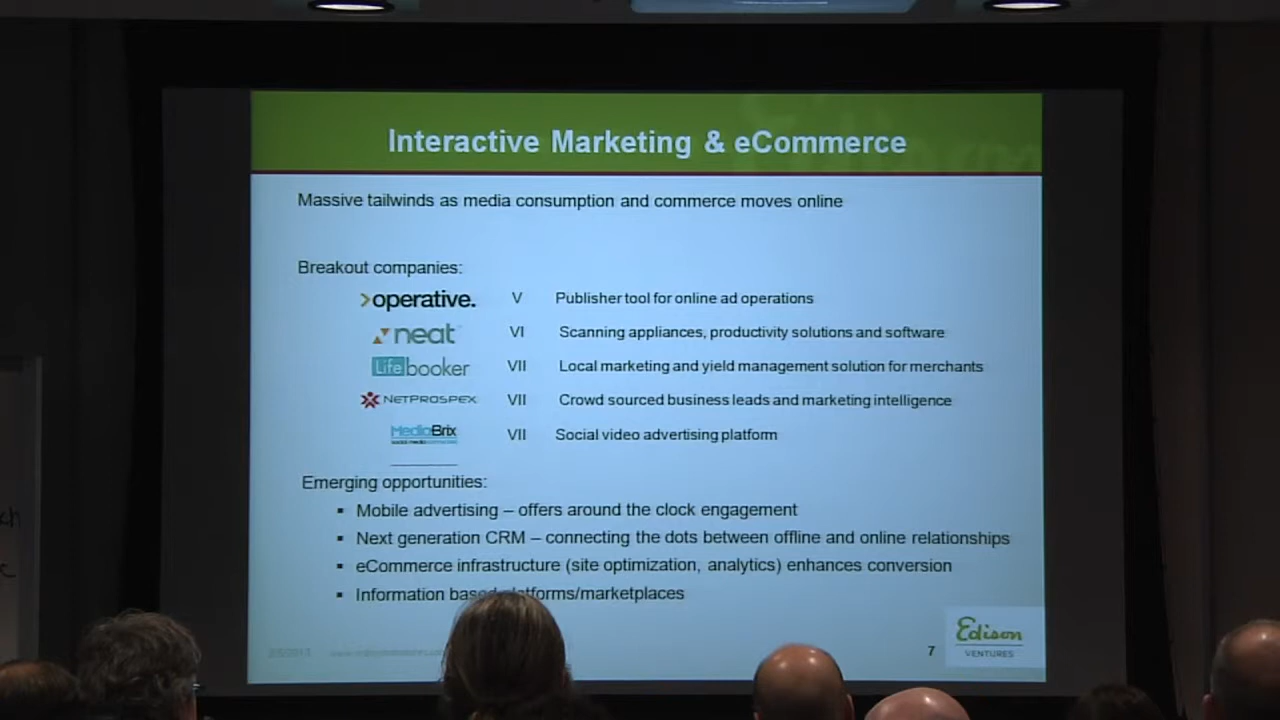 Interactive Marketing & eCommerce
Massive tailwinds as media consumption and commerce moves online
Breakout companies:
>operative. V Publisher tool for online ad operations
neat VI Scanning appliances, productivity solutions and software
Lifebooker VII Local marketing and yield management solution for merchants
NETPROSPEX VII Crowd sourced business leads and marketing intelligence
MediaBrix VII Social video advertising platform
Emerging opportunities:
▪ Mobile advertising – offers around the clock engagement
▪ Next generation CRM – connecting the dots between offline and online relationships
▪ eCommerce infrastructure (site optimization, analytics) enhances conversion
▪ Information based platforms/marketplaces
7
Edison
VENTURES